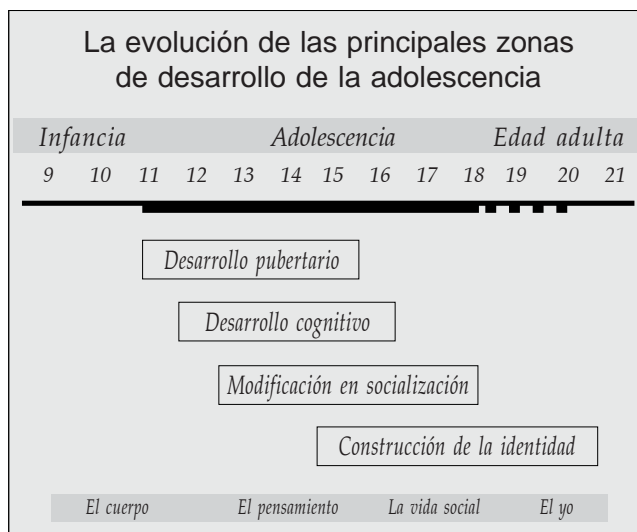 La evolución de las principales zonas
de desarrollo de la adolescencia
Infancia Adolescencia Edad adulta
9 10 11 12 13 14 15 16 17 18 19 20 21
Desarrollo pubertario
Desarrollo cognitivo
Modificación en socialización
Construcción de la identidad
El cuerpo El pensamiento La vida social El yo